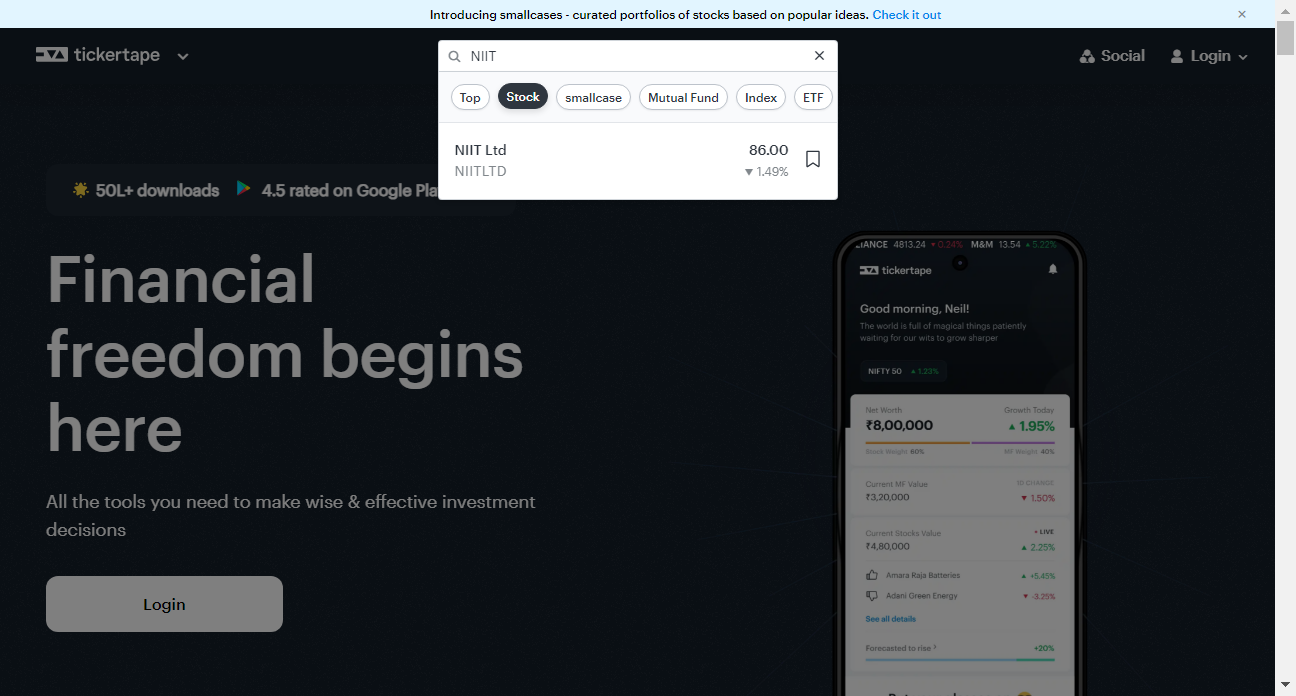 Introducing smallcases - curated portfolios of stocks based on popular ideas. Check it out
tickertape
NIIT
Social
Login
Top
Stock
smallcase
Mutual Fund
Index
ETF
NIIT Ltd
86.00
NIITLTD
▼ 1.49%
50L+ downloads
4.5 rated on Google Pla
Financial
freedom begins
here
All the tools you need to make wise & effective investment
decisions
Login
LIANCE 4813.24 ▼ 0.24% M&M 13.54 ▲ 5.22%
tickertape
Good morning, Neil!
The world is full of magical things patiently
waiting for our wits to grow sharper
NIFTY 50 ▲ 1.23%
Net Worth
Growth Today
₹8,00,000
▲ 1.95%
Stock Weight 60%
MF Weight 40%
Current MF Value
1D CHANGE
₹3,20,000
▼ 1.50%
Current Stocks Value
• LIVE
₹4,80,000
▲ 2.25%
Amara Raja Batteries
▲ +5.45%
Adani Green Energy
▼ -3.25%
See all details
Forecasted to rise ?
+20%